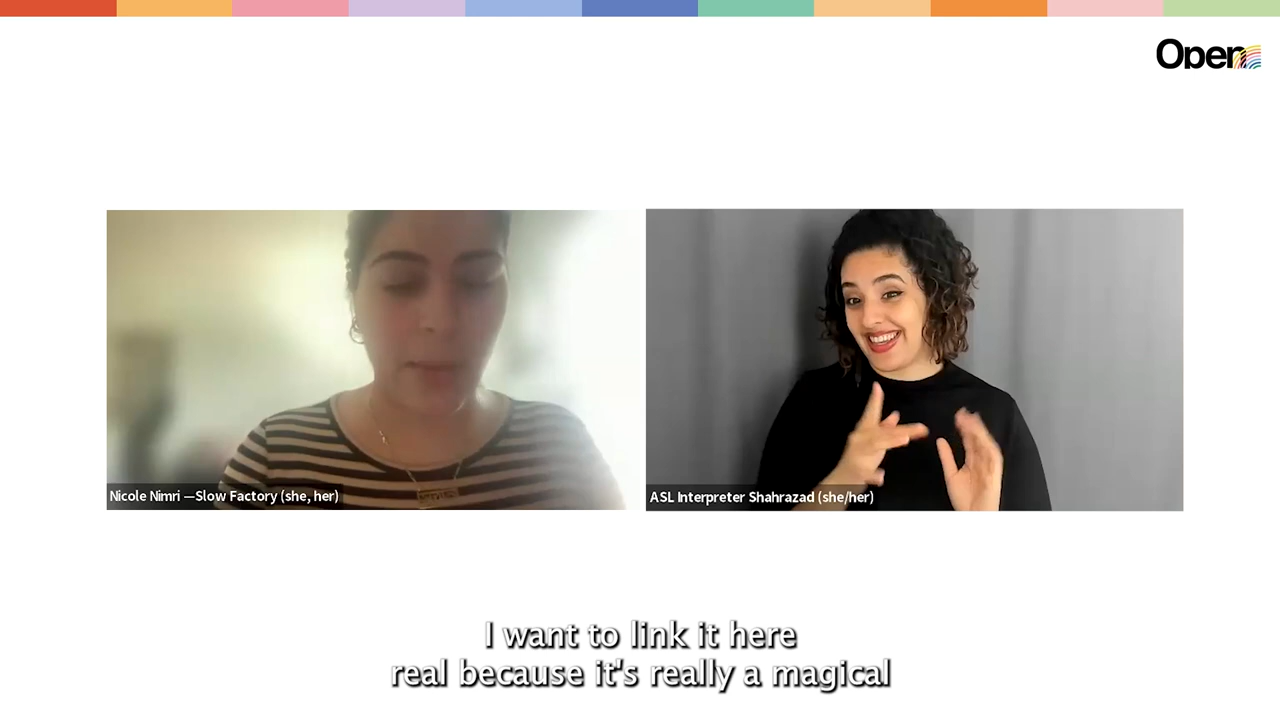 Open
Nicole Nimri —Slow Factory (she, her)
ASL Interpreter Shahrazad (she/her)
I want to link it here
real because it's really a magical